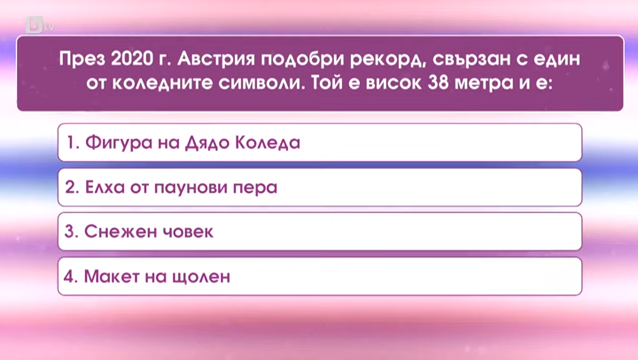 bTV
През 2020 г. Австрия подобри рекорд, свързан с един
от коледните символи. Той е висок 38 метра и е:
1. Фигура на Дядо Коледа
2. Елха от паунови пера
3. Снежен човек
4. Макет на щолен